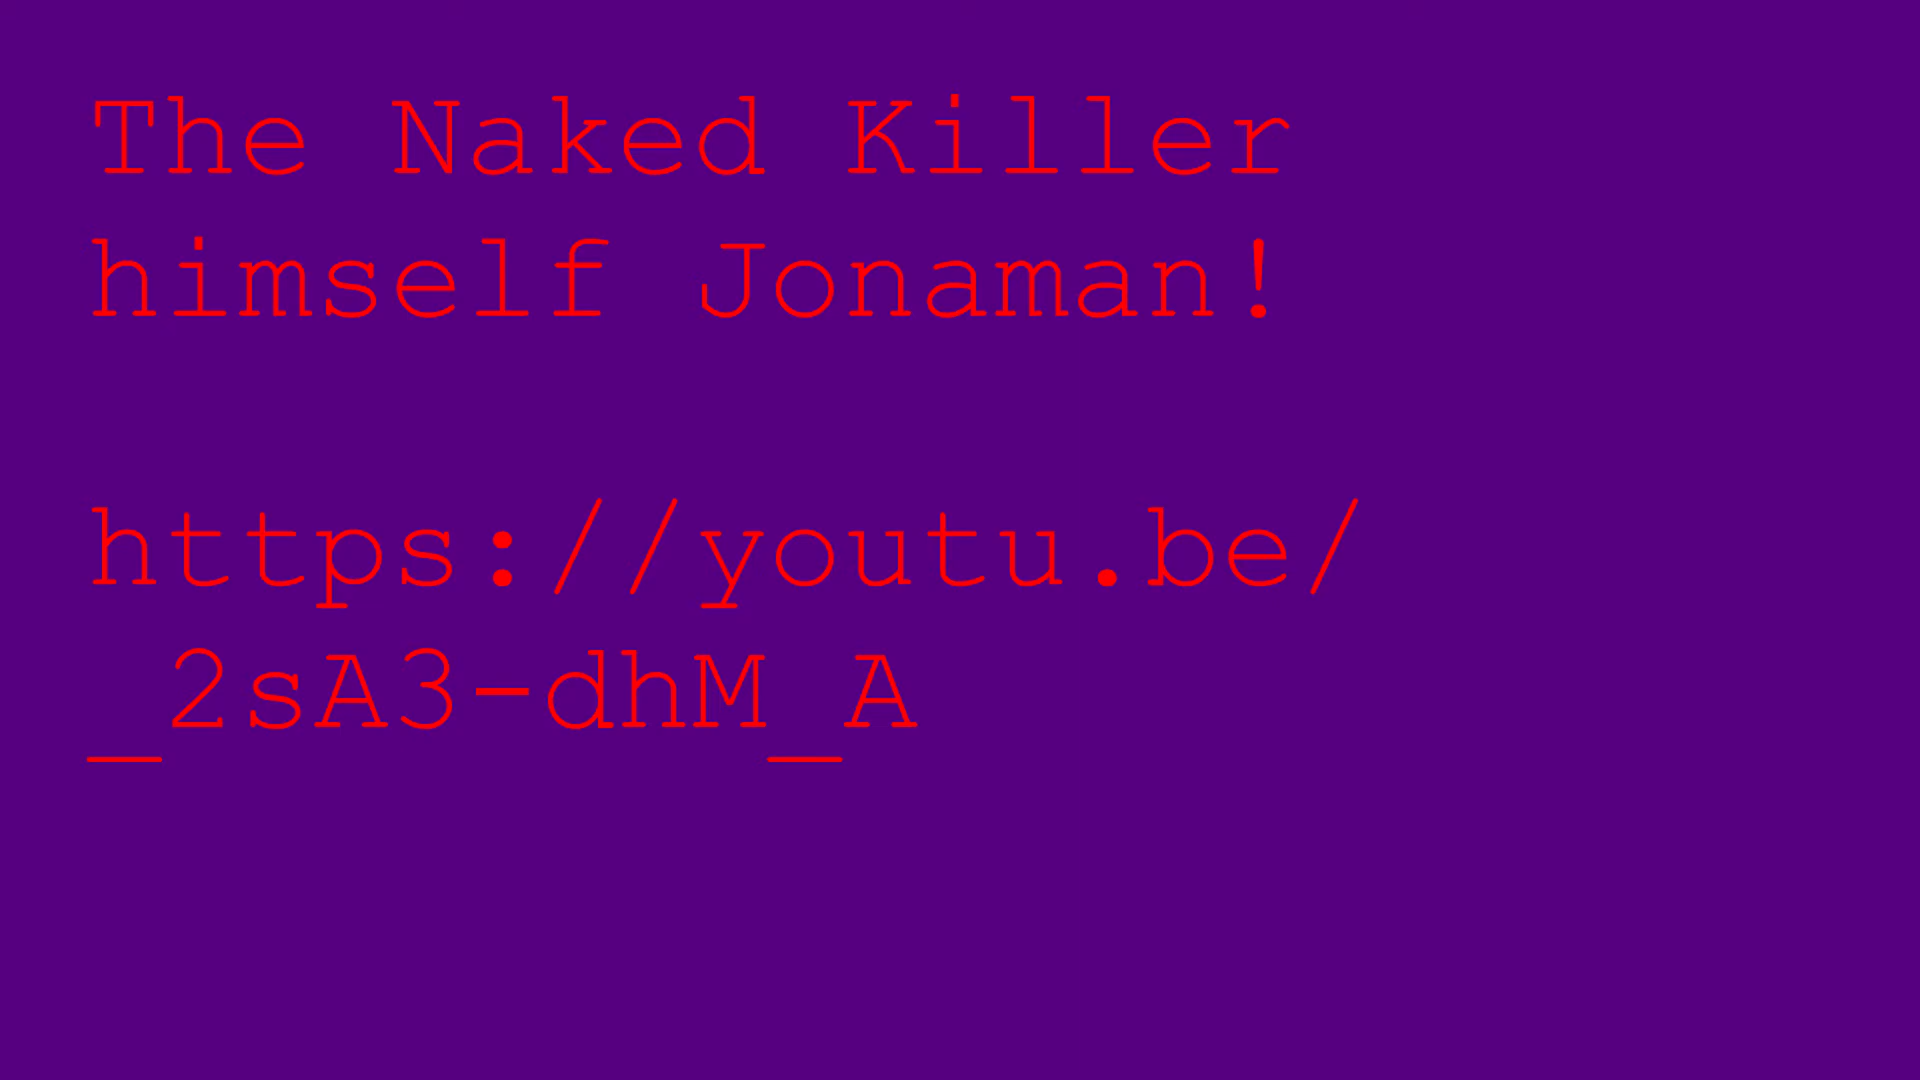 The Naked Killer
himself Jonaman!
https://youtu.be/
_2sA3-dhM_A